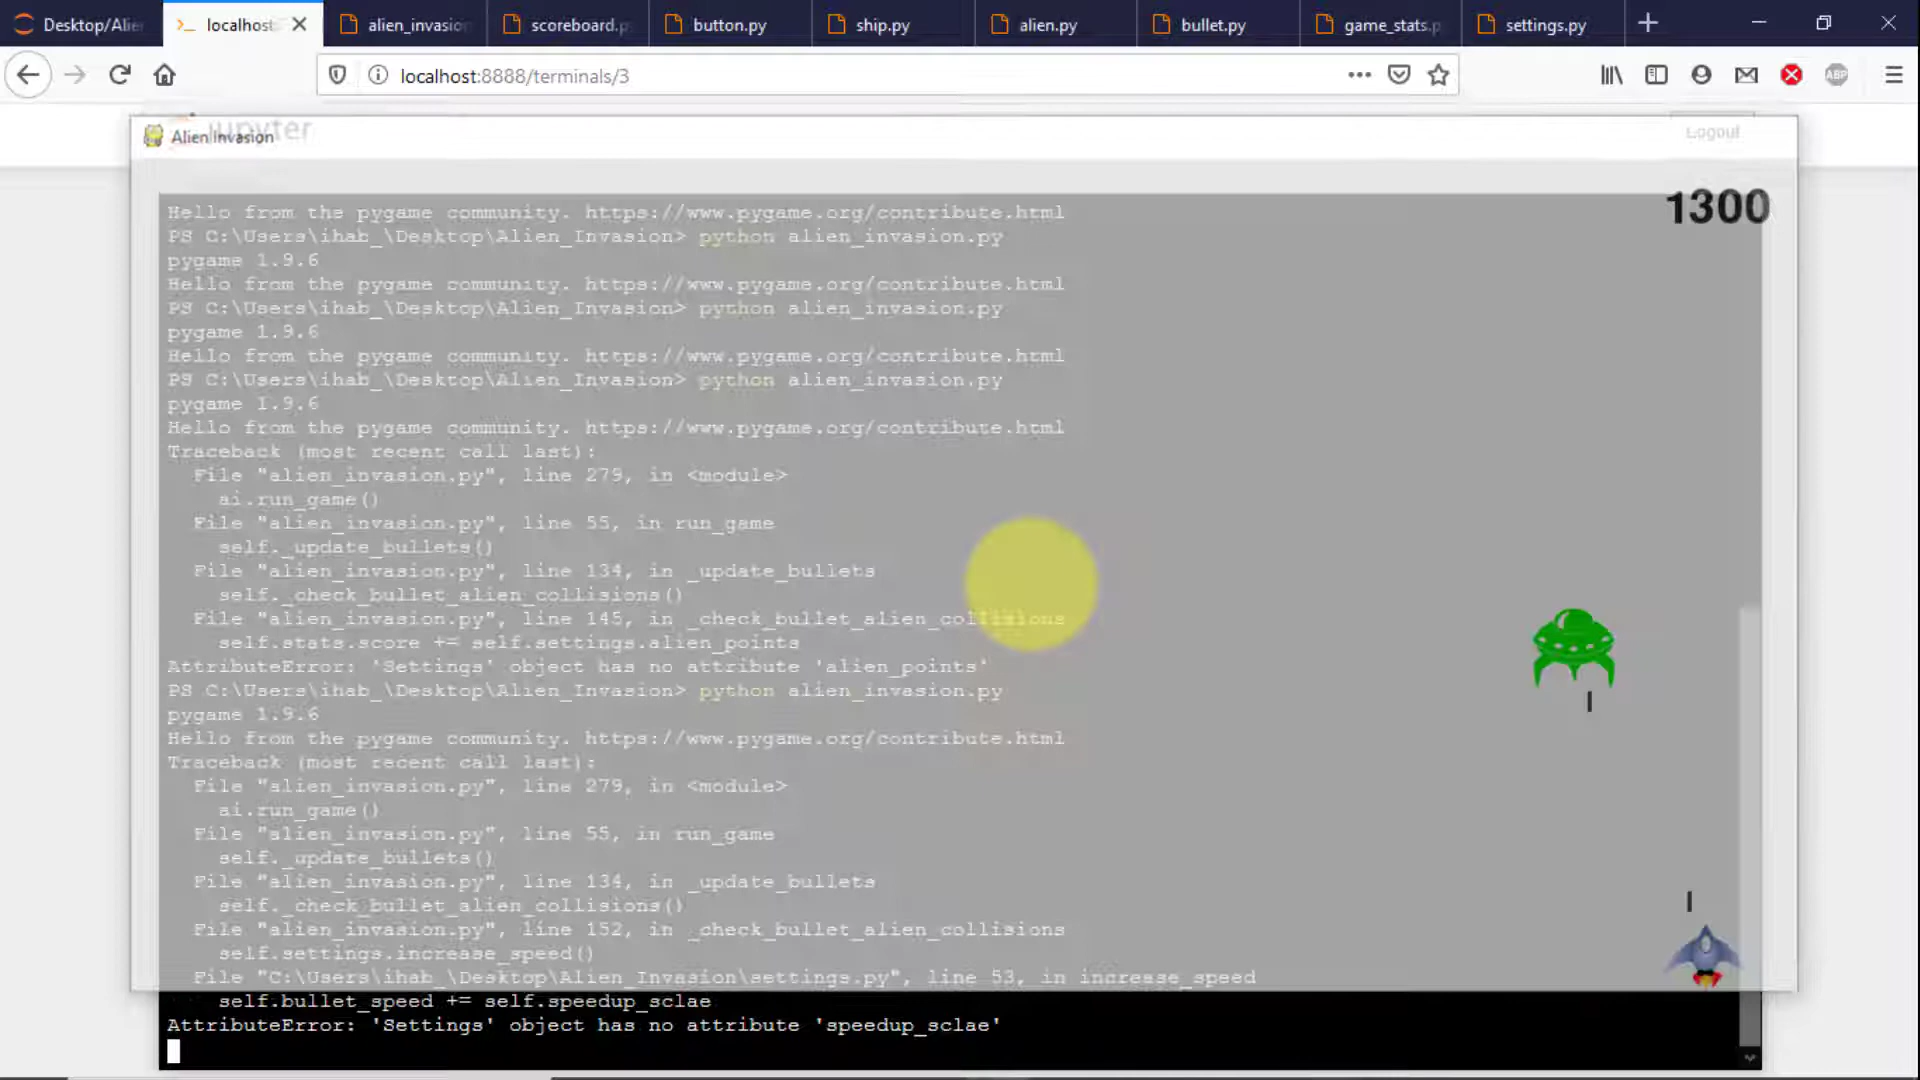 Desktop/Alie
localhost:
alien_invasion
scoreboard.p
button.py
ship.py
alien.py
bullet.py
game_stats.p
settings.py
localhost:8888/terminals/3
ABP
jupyter
Alien Invasion
Logout
1300
Hello from the pygame community. https://www.pygame.org/contribute.html
PS C:\Users\ihab_\Desktop\Alien_Invasion> python alien_invasion.py
pygame 1.9.6
Hello from the pygame community. https://www.pygame.org/contribute.html
PS C:\Users\ihab_\Desktop\Alien_Invasion> python alien_invasion.py
pygame 1.9.6
Hello from the pygame community. https://www.pygame.org/contribute.html
PS C:\Users\ihab_\Desktop\Alien_Invasion> python alien_invasion.py
pygame 1.9.6
Hello from the pygame community. https://www.pygame.org/contribute.html
Traceback (most recent call last):
File "alien_invasion.py", line 279, in <module>
ai.run_game()
File "alien_invasion.py", line 55, in run_game
self._update_bullets()
File "alien_invasion.py", line 134, in _update_bullets
self._check_bullet_alien_collisions()
File "alien_invasion.py", line 145, in _check_bullet_alien_collisions
self.stats.score += self.settings.alien_points
AttributeError: 'Settings' object has no attribute 'alien_points'
PS C:\Users\ihab_\Desktop\Alien_Invasion> python alien_invasion.py
pygame 1.9.6
Hello from the pygame community. https://www.pygame.org/contribute.html
Traceback (most recent call last):
File "alien_invasion.py", line 279, in <module>
ai.run_game()
File "alien_invasion.py", line 55, in run_game
self._update_bullets()
File "alien_invasion.py", line 134, in _update_bullets
self._check_bullet_alien_collisions()
File "alien_invasion.py", line 152, in _check_bullet_alien_collisions
self.settings.increase_speed()
File "C:\Users\ihab_\Desktop\Alien_Invasion\settings.py", line 53, in increase_speed
self.bullet_speed += self.speedup_sclae
AttributeError: 'Settings' object has no attribute 'speedup_sclae'